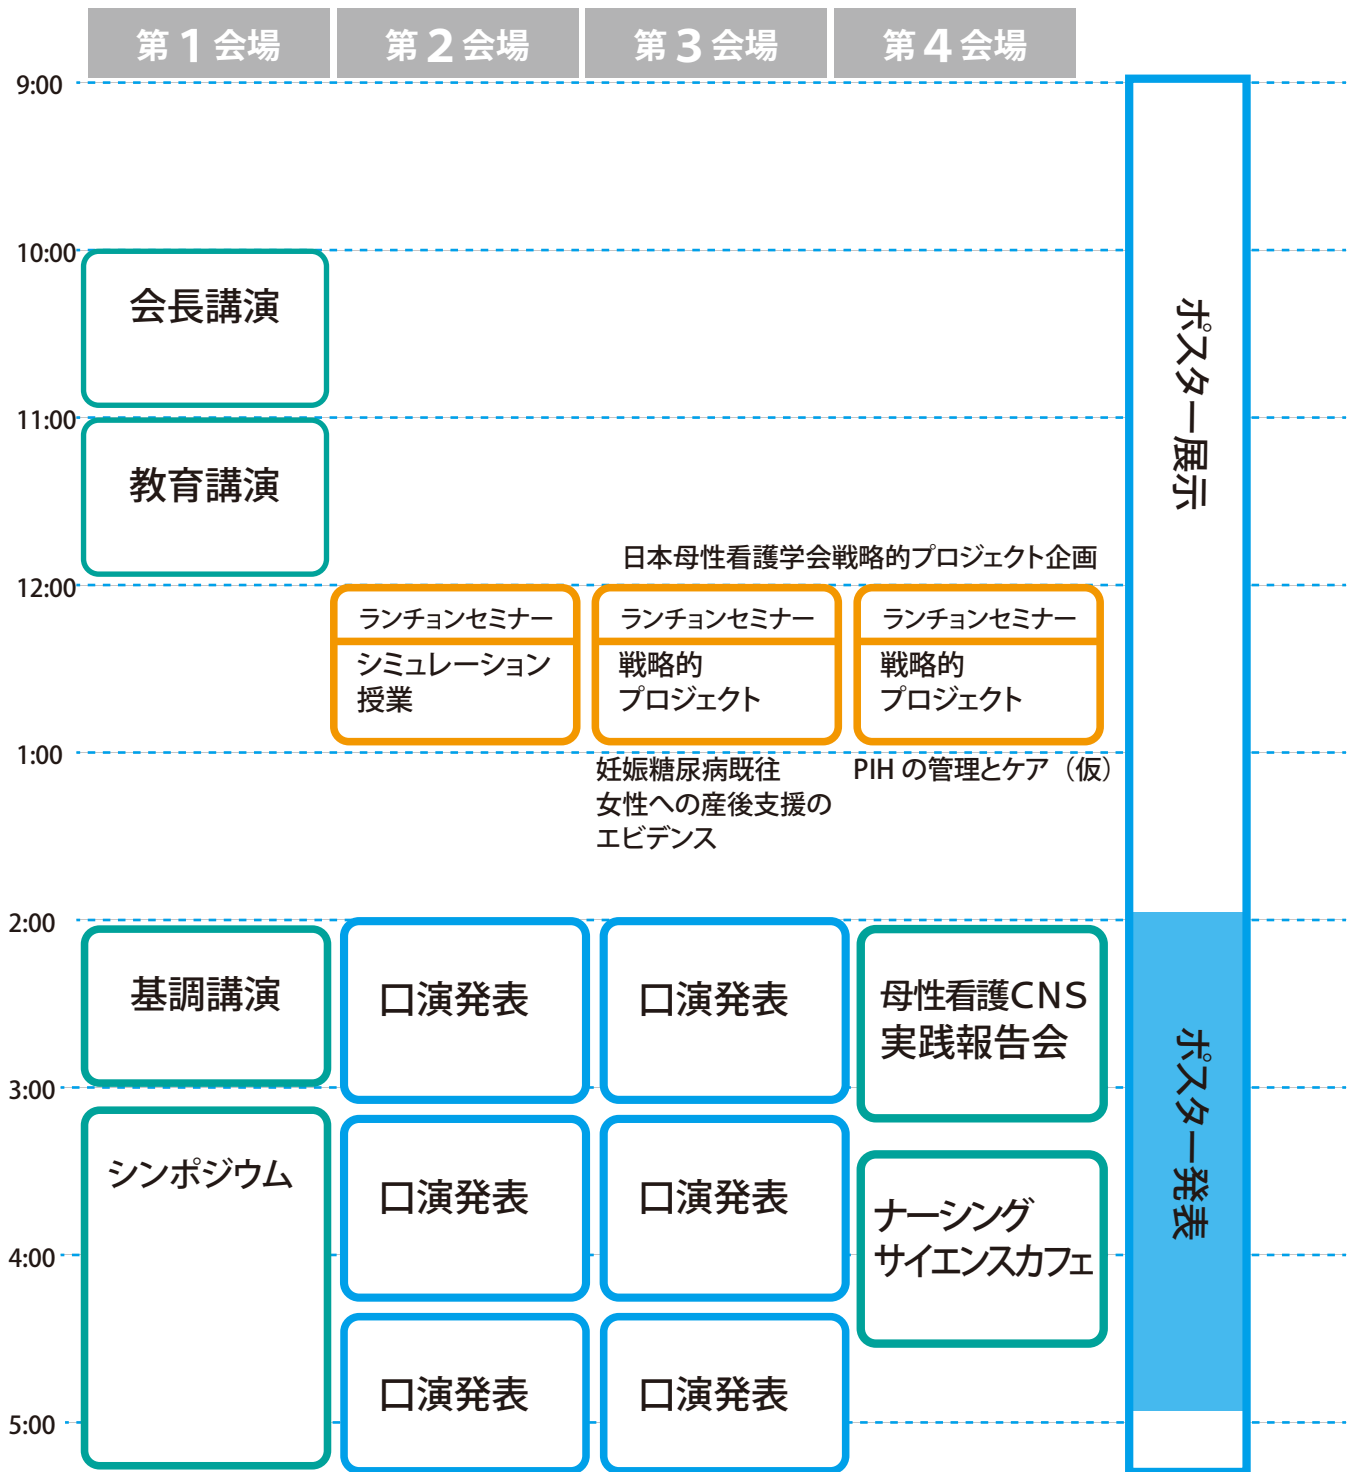 第1会場
第2会場
第3会場
第4会場
9:00
10:00
会長講演
11:00
教育講演
日本母性看護学会戦略的プロジェクト企画
12:00
ランチョンセミナー
シミュレーション
授業
ランチョンセミナー
戦略的
プロジェクト
ランチョンセミナー
戦略的
プロジェクト
1:00
妊娠糖尿病既往
女性への産後支援の
エビデンス
PIH の管理とケア（仮）
2:00
基調講演
口演発表
口演発表
母性看護CNS
実践報告会
3:00
シンポジウム
口演発表
口演発表
ナーシング
サイエンスカフェ
4:00
口演発表
口演発表
5:00
ポスター展示
ポスター発表